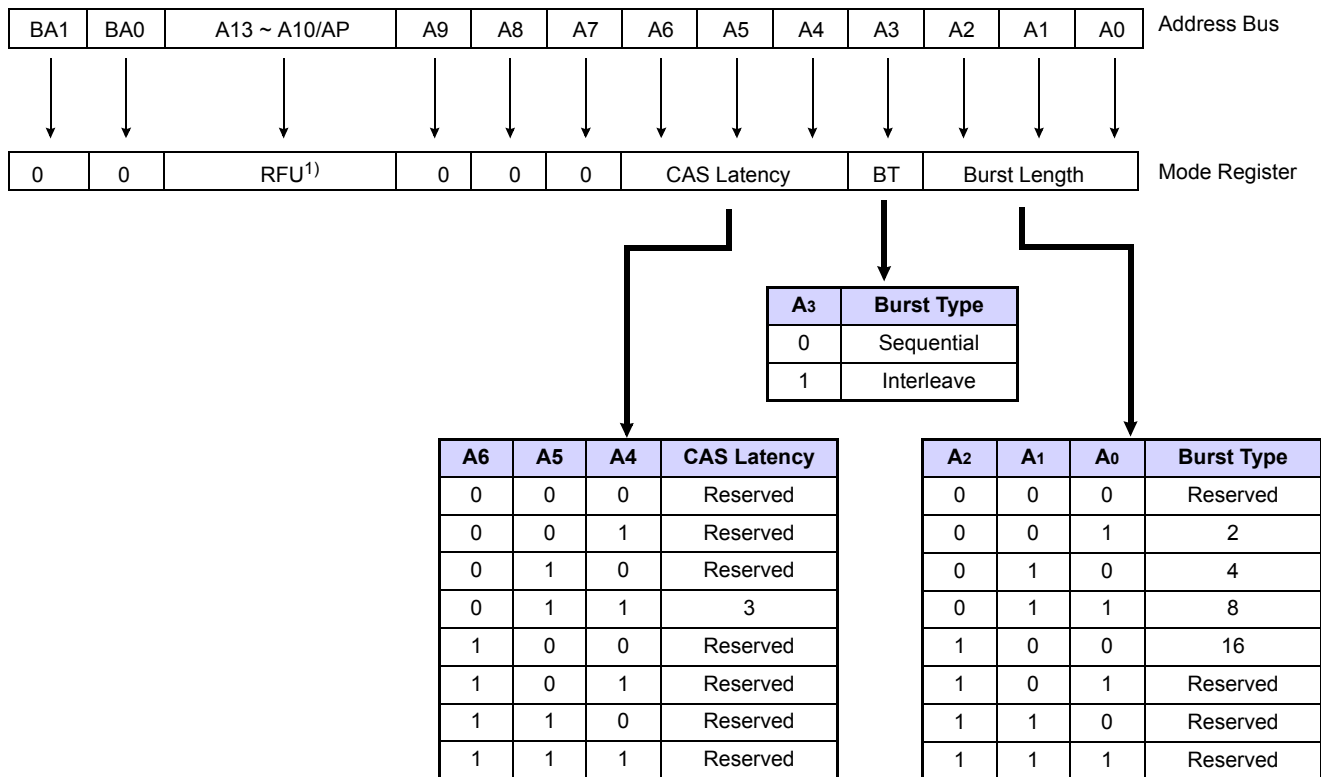 BA1 BA0 A13 ~ A10/AP A9 A8 A7 A6 A5 A4 A3 A2 A1 A0 Address Bus
0 0 RFU1) 0 0 0 CAS Latency BT Burst Length Mode Register
A3 Burst Type
0 Sequential
1 Interleave
A6 A5 A4 CAS Latency
0 0 0 Reserved
0 0 1 Reserved
0 1 0 Reserved
0 1 1 3
1 0 0 Reserved
1 0 1 Reserved
1 1 0 Reserved
1 1 1 Reserved
A2 A1 A0 Burst Type
0 0 0 Reserved
0 0 1 2
0 1 0 4
0 1 1 8
1 0 0 16
1 0 1 Reserved
1 1 0 Reserved
1 1 1 Reserved